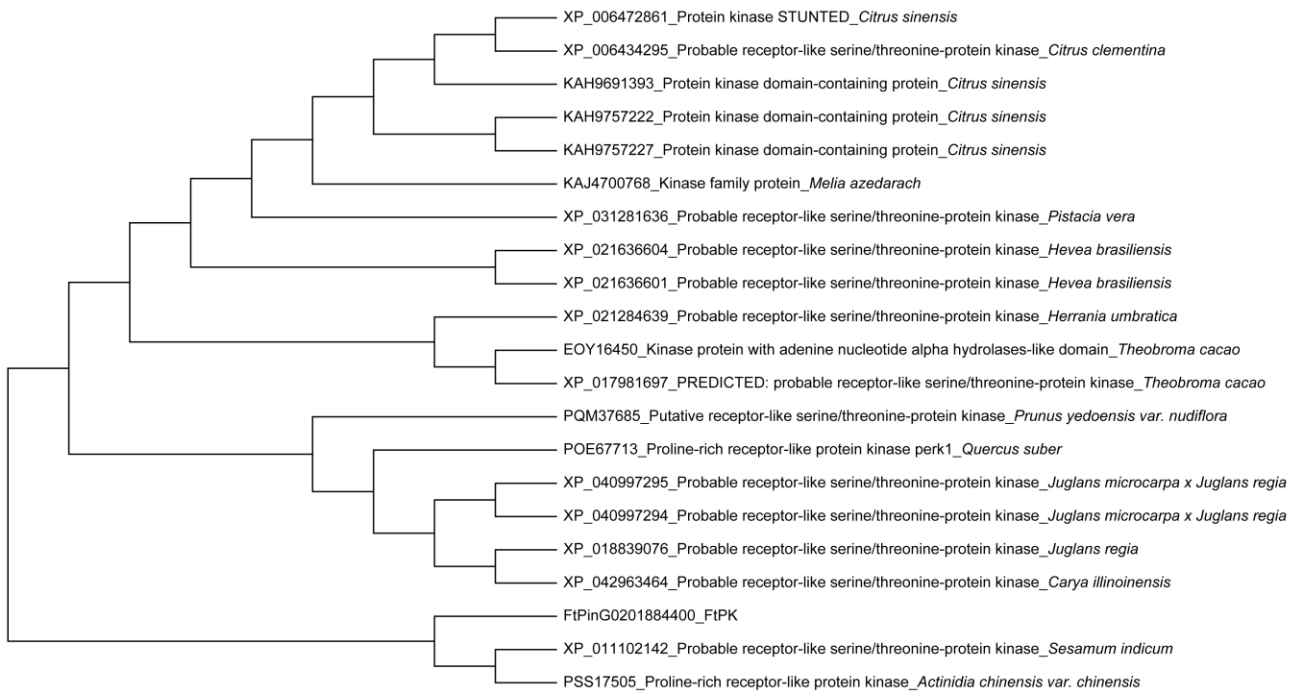 XP_006472861_Protein kinase STUNTED_Citrus sinensis
XP_006434295_Probable receptor-like serine/threonine-protein kinase_Citrus clementina
KAH9691393_Protein kinase domain-containing protein_Citrus sinensis
KAH9757222_Protein kinase domain-containing protein_Citrus sinensis
KAH9757227_Protein kinase domain-containing protein_Citrus sinensis
KAJ4700768_Kinase family protein_Melia azedarach
XP_031281636_Probable receptor-like serine/threonine-protein kinase_Pistacia vera
XP_021636604_Probable receptor-like serine/threonine-protein kinase_Hevea brasiliensis
XP_021636601_Probable receptor-like serine/threonine-protein kinase_Hevea brasiliensis
XP_021284639_Probable receptor-like serine/threonine-protein kinase_Herrania umbratica
EOY16450_Kinase protein with adenine nucleotide alpha hydrolases-like domain_Theobroma cacao
XP_017981697_PREDICTED: probable receptor-like serine/threonine-protein kinase_Theobroma cacao
PQM37685_Putative receptor-like serine/threonine-protein kinase_Prunus yedoensis var. nudiflora
POE67713_Proline-rich receptor-like protein kinase perk1_Quercus suber
XP_040997295_Probable receptor-like serine/threonine-protein kinase_Juglans microcarpa x Juglans regia
XP_040997294_Probable receptor-like serine/threonine-protein kinase_Juglans microcarpa x Juglans regia
XP_018839076_Probable receptor-like serine/threonine-protein kinase_Juglans regia
XP_042963464_Probable receptor-like serine/threonine-protein kinase_Carya illinoinensis
FtPinG0201884400_FtPK
XP_011102142_Probable receptor-like serine/threonine-protein kinase_Sesamum indicum
PSS17505_Proline-rich receptor-like protein kinase_Actinidia chinensis var. chinensis